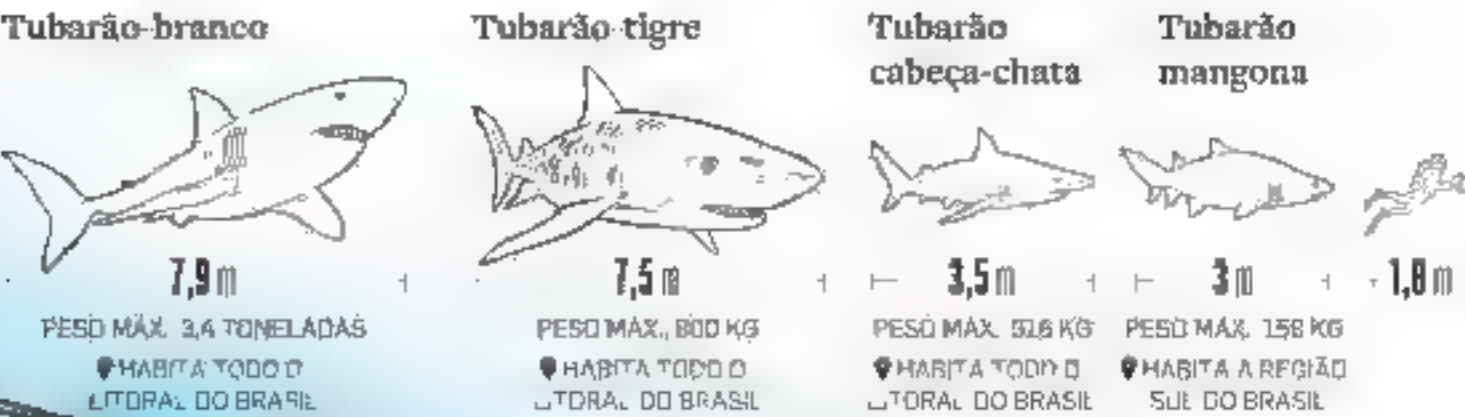 Tubarão-branco
7,9 m
PESO MÁX. 3,4 TONELADAS
HABITA TODO O
LITORAL DO BRASIL
Tubarão-tigre
7,5 m
PESO MÁX., 800 KG
HABITA TODO O
LITORAL DO BRASIL
Tubarão
cabeça-chata
3,5 m
PESO MÁX. 316 KG
HABITA TODO O
LITORAL DO BRASIL
Tubarão
mangona
3 m
PESO MÁX. 158 KG
HABITA A REGIÃO
SUL DO BRASIL
1,8 m